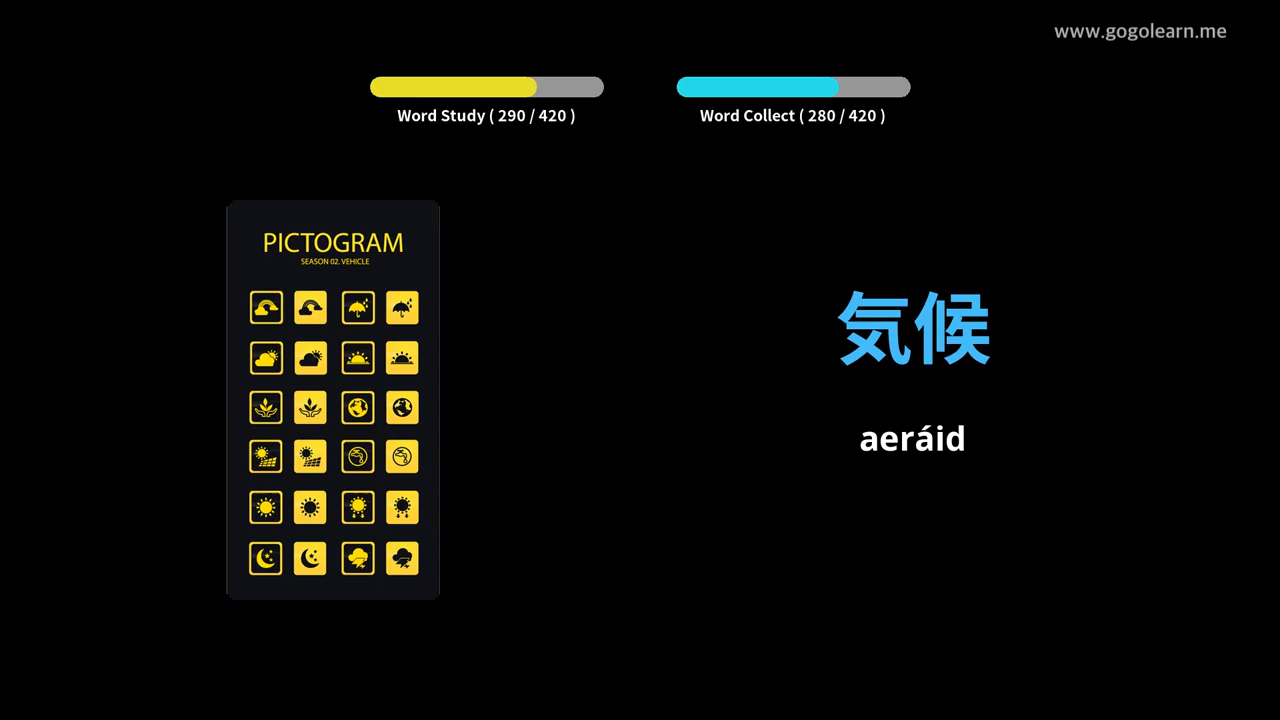 www.gogolearn.me
Word Study ( 290 / 420 )
Word Collect ( 280 / 420 )
PICTOGRAM
SEASON 02. VEHICLE
気候
aeráid